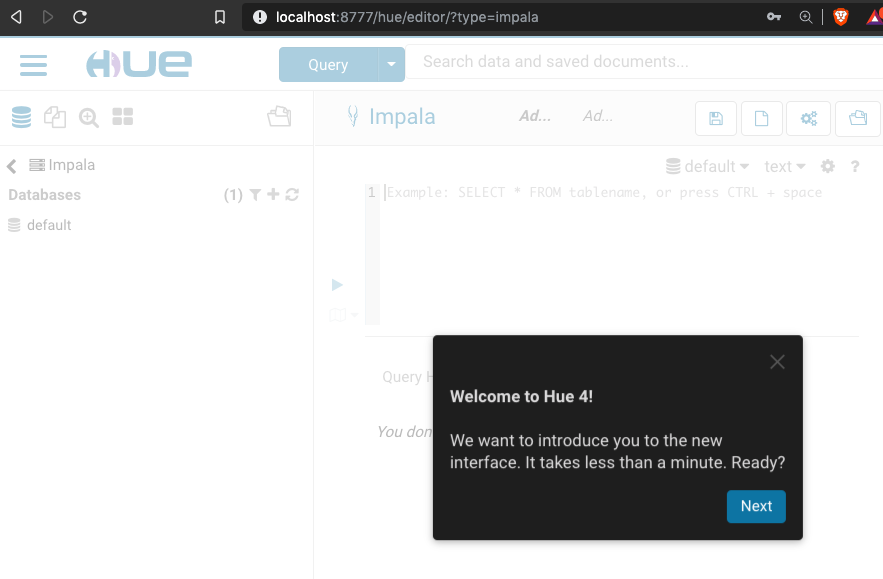 localhost:8777/hue/editor/?type=impala
HUE
Query
Search data and saved documents...
Impala
Ad...
Ad...
Impala
default
text
?
Databases
(1)
1
Example: SELECT * FROM tablename, or press CTRL + space
default
Query H
You don
Welcome to Hue 4!
We want to introduce you to the new
interface. It takes less than a minute. Ready?
Next